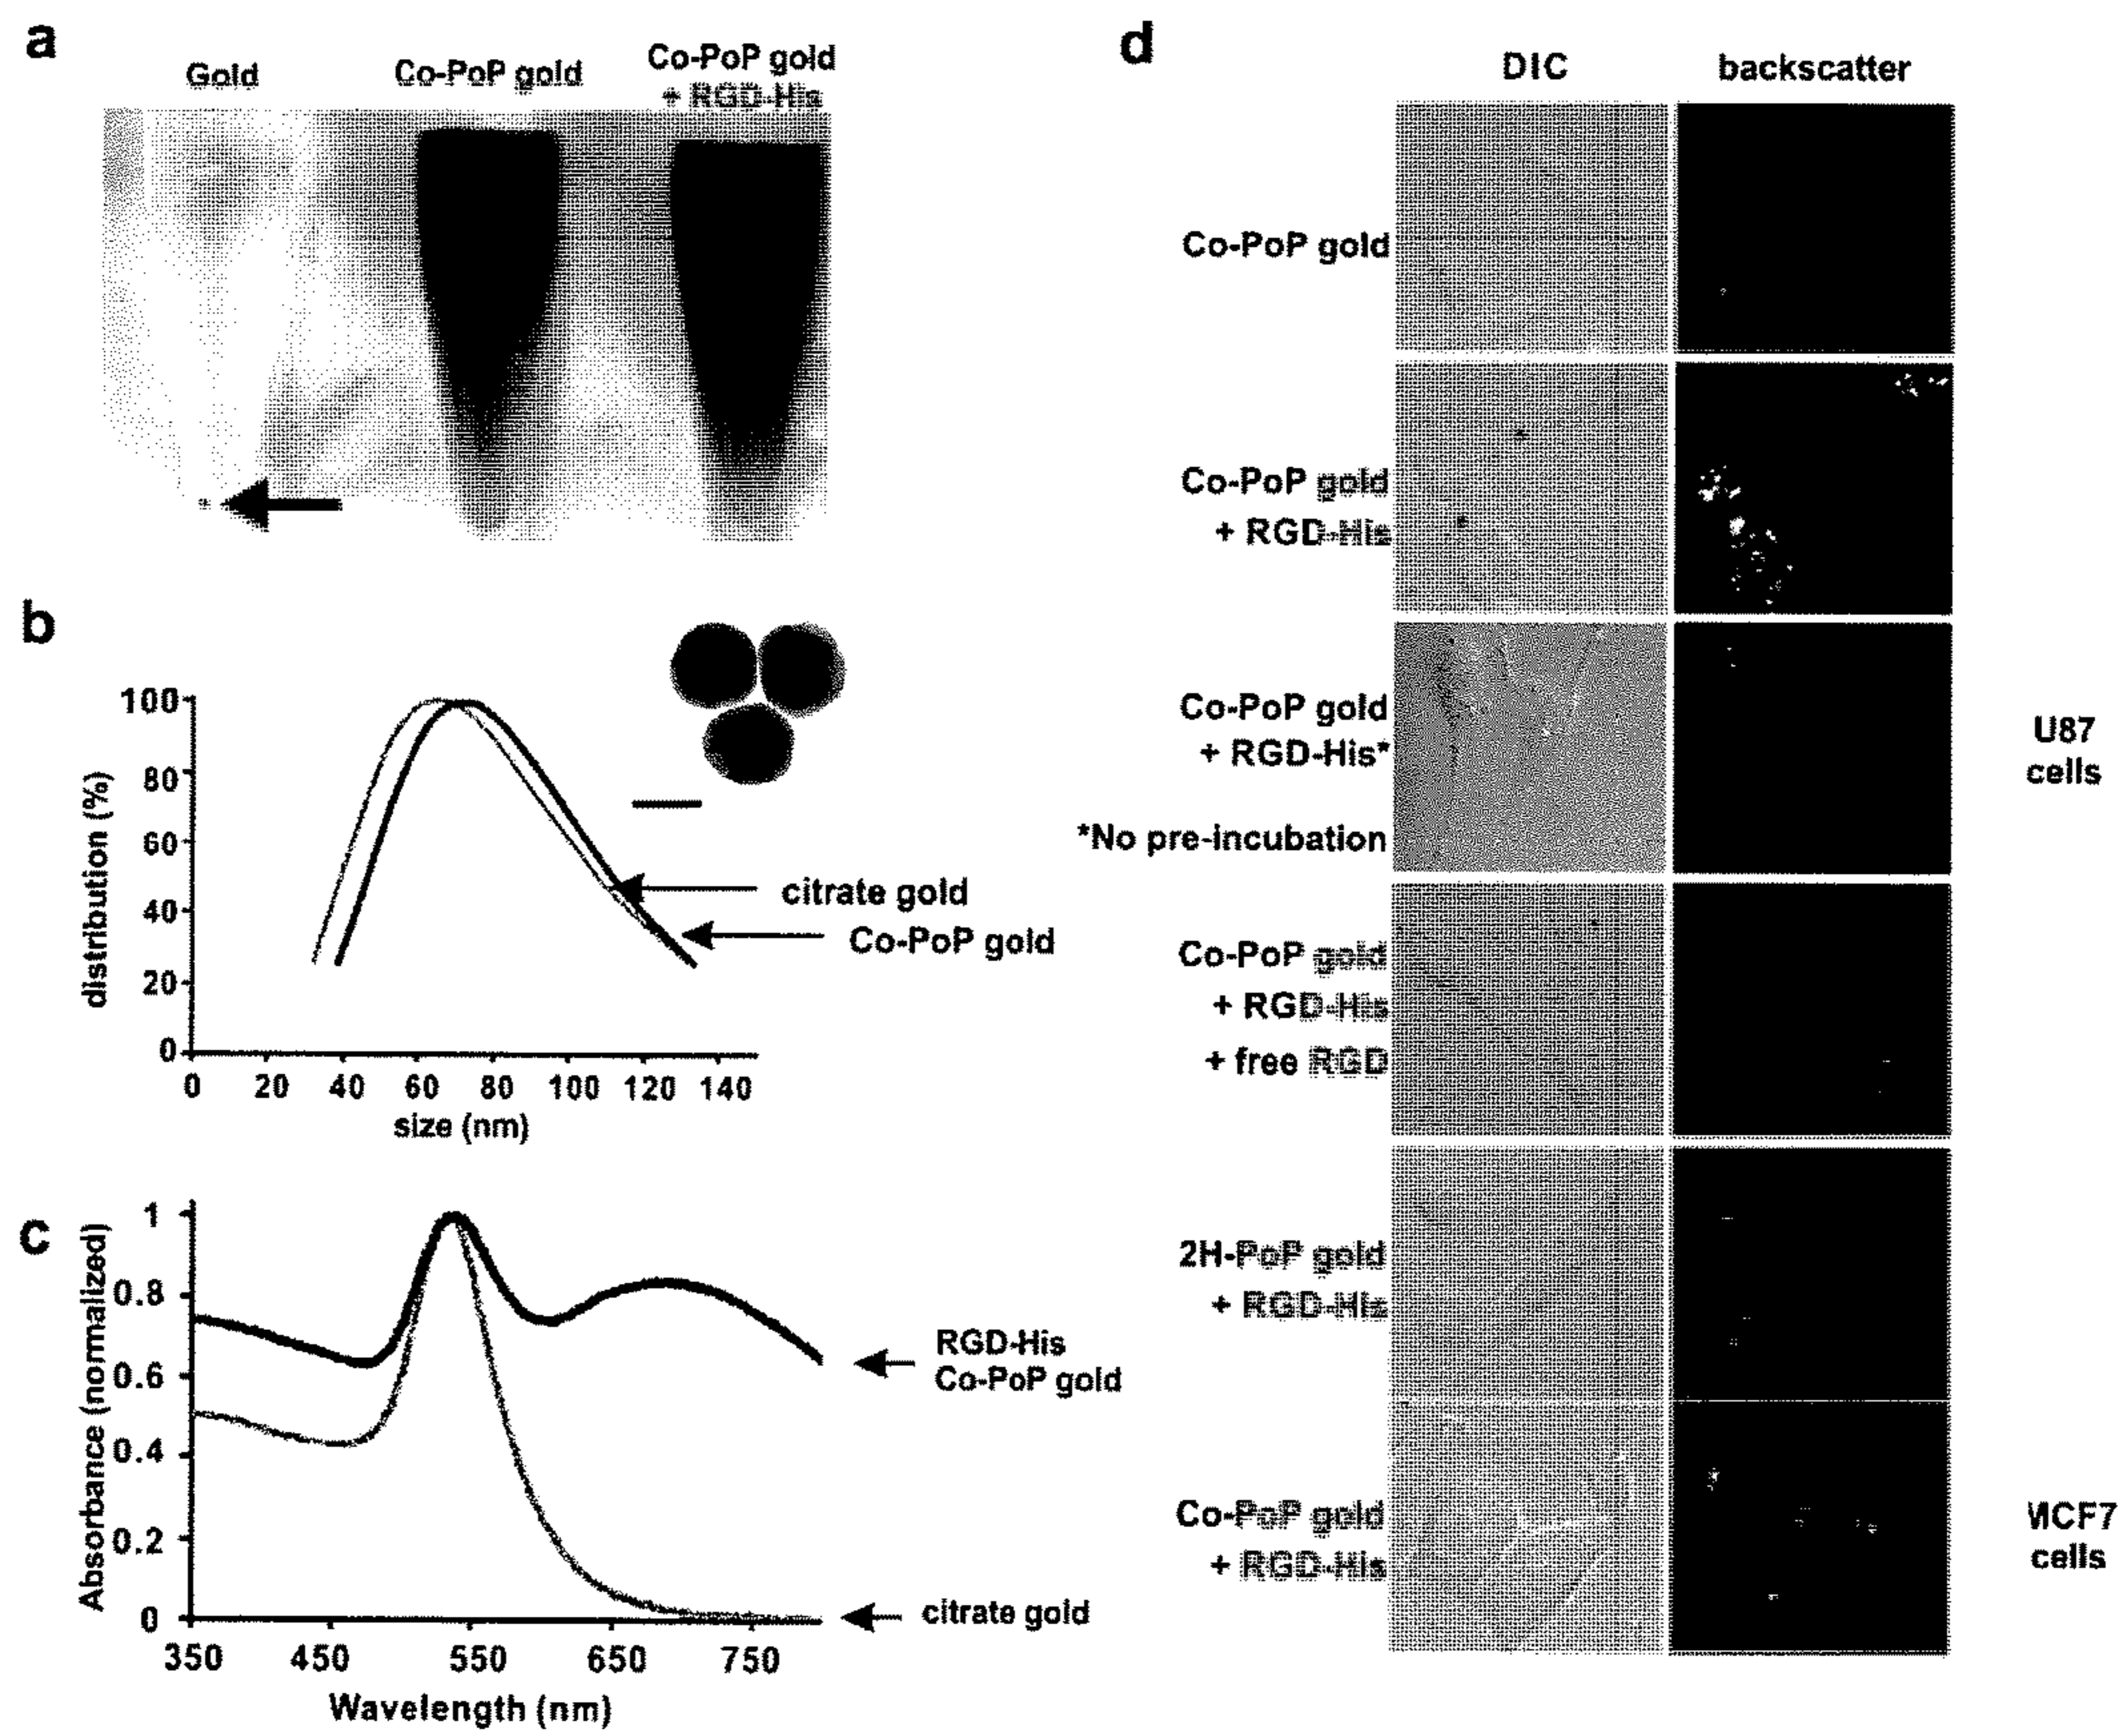 a
Gold
Co-PoP gold
Co-PoP gold
+ RGD-His
b
distribution (%)
100
80
60
40
20
0
0 20 40 60 80 100 120 140
size (nm)
citrate gold
Co-PoP gold
c
Absorbance (normalized)
1
0.8
0.6
0.4
0.2
0
350 450 550 650 750
Wavelength (nm)
RGD-His
Co-PoP gold
citrate gold
d
DIC backscatter
Co-PoP gold
Co-PoP gold
+ RGD-His
Co-PoP gold
+ RGD-His*
*No pre-incubation
Co-PoP gold
+ RGD-His
+ free RGD
2H-PoP gold
+ RGD-His
Co-PoP gold
+ RGD-His
U87
cells
MCF7
cells